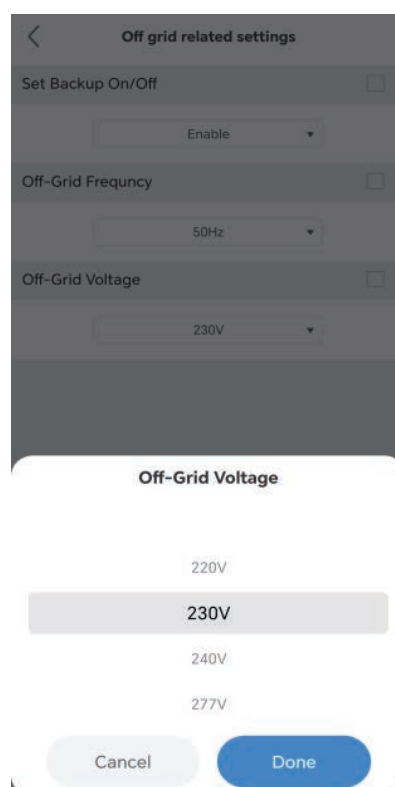 Off grid related settings
Set Backup On/Off
Enable
Off-Grid Frequncy
50Hz
Off-Grid Voltage
230V
Off-Grid Voltage
220V
230V
240V
277V
Cancel Done